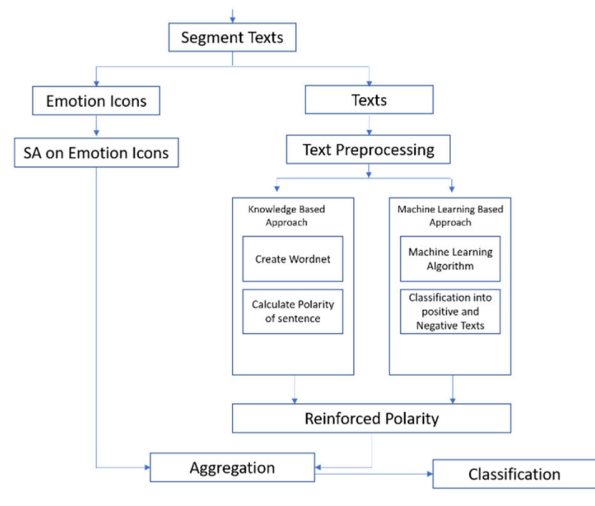 Segment Texts
Emotion Icons
Texts
SA on Emotion Icons
Text Preprocessing
Knowledge Based
Approach
Create Wordnet
Calculate Polarity
of sentence
Machine Learning Based
Approach
Machine Learning
Algorithm
Classification into
positive and
Negative Texts
Reinforced Polarity
Aggregation
Classification